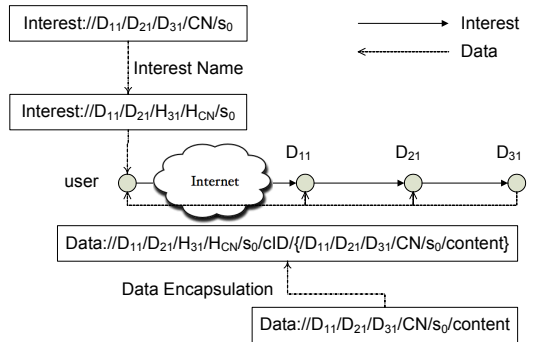 Interest://D₁₁/D₂₁/D₃₁/CN/s₀
Interest
Data
Interest Name
Interest://D₁₁/D₂₁/H₃₁/H_CN/s₀
D₁₁
D₂₁
D₃₁
user
Internet
Data://D₁₁/D₂₁/H₃₁/H_CN/s₀/cID/{/D₁₁/D₂₁/D₃₁/CN/s₀/content}
Data Encapsulation
Data://D₁₁/D₂₁/D₃₁/CN/s₀/content